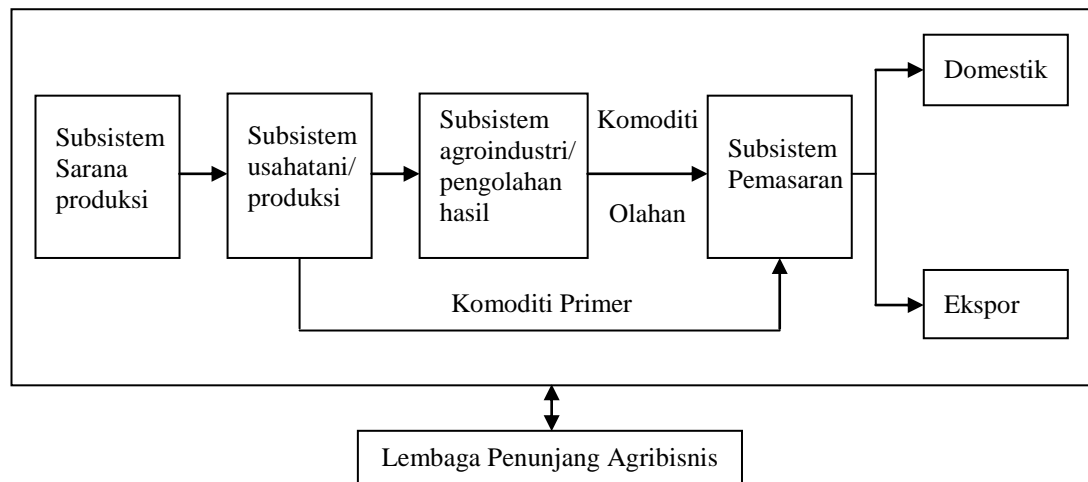 Subsistem
Sarana
produksi
Subsistem
usahatani/
produksi
Subsistem
agroindustri/
pengolahan
hasil
Komoditi
Olahan
Subsistem
Pemasaran
Domestik
Ekspor
Komoditi Primer
Lembaga Penunjang Agribisnis